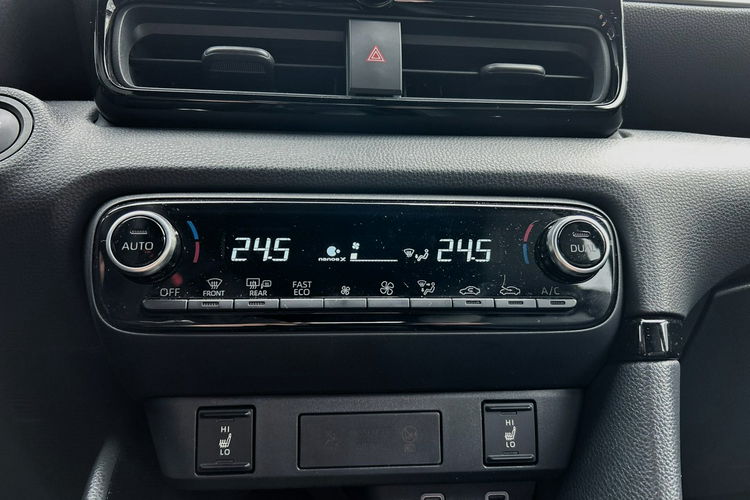 AUTO
24.5
nanoe X
24.5
DUAL
OFF
FRONT
REAR
FAST
ECO
A/C
HI
LO
HI
LO